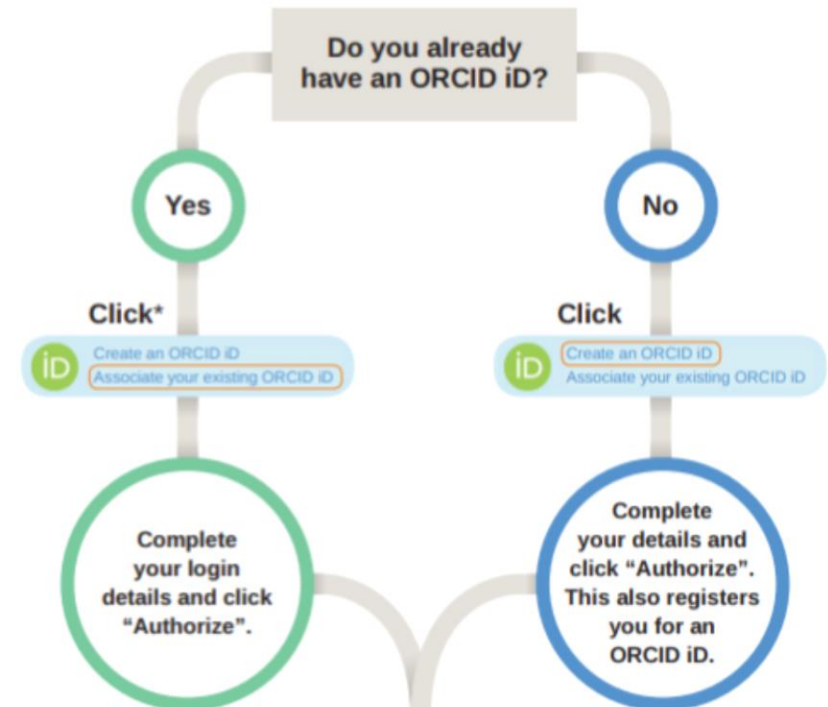 Do you already
have an ORCID iD?
Yes
No
Click*
iD
Create an ORCID iD
Associate your existing ORCID iD
Click
iD
Create an ORCID iD
Associate your existing ORCID iD
Complete
your login
details and click
“Authorize”.
Complete
your details and
click “Authorize”.
This also registers
you for an
ORCID iD.